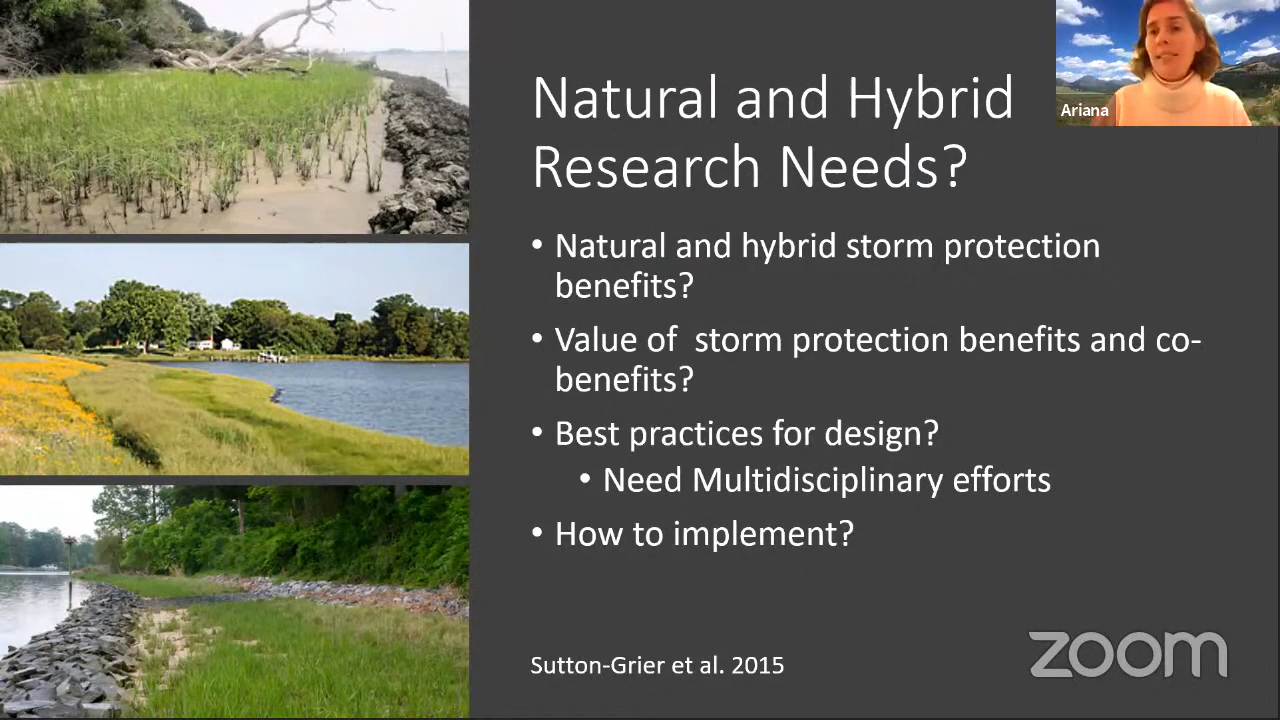 Natural and Hybrid
Research Needs?
Ariana
• Natural and hybrid storm protection
benefits?
• Value of  storm protection benefits and co-
benefits?
• Best practices for design?
• Need Multidisciplinary efforts
• How to implement?
Sutton-Grier et al. 2015
zoom